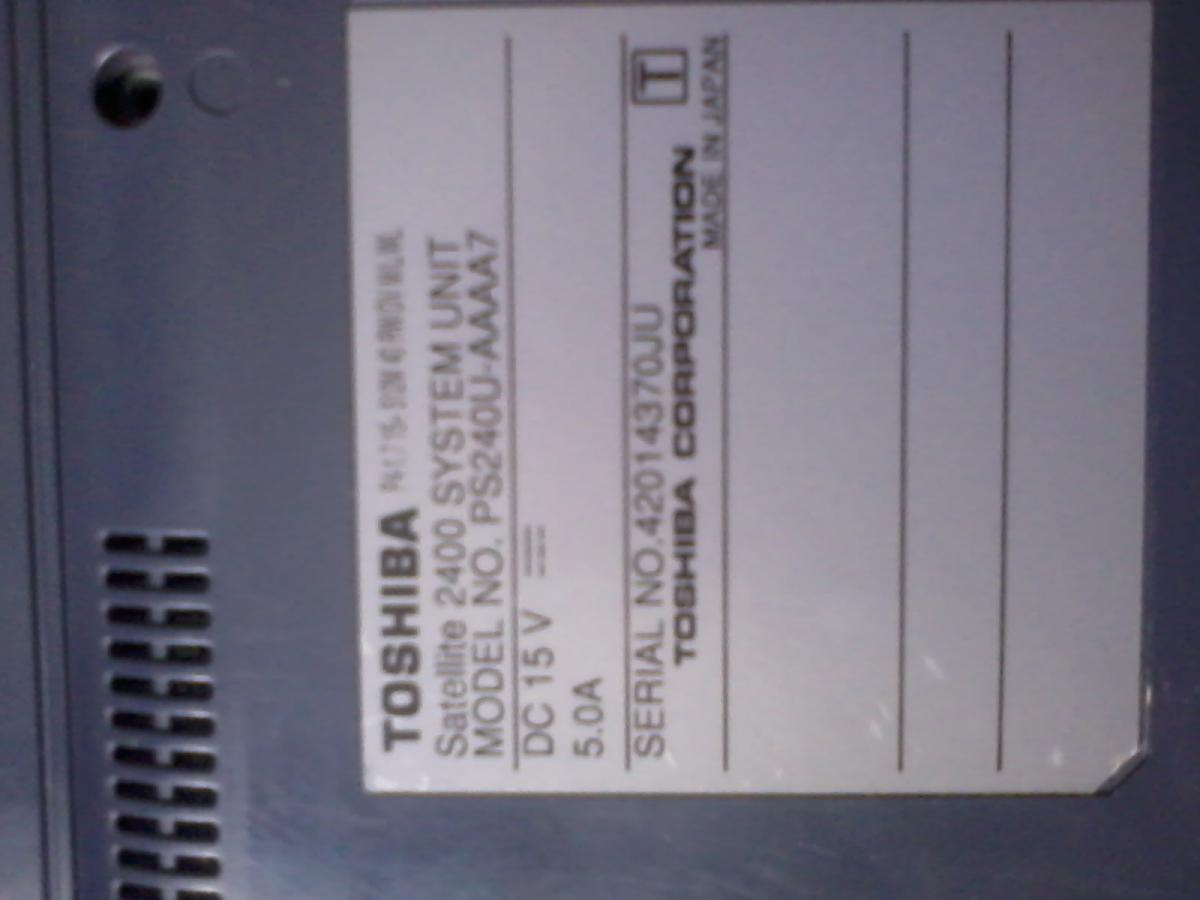 TOSHIBA
Satellite 2400 SYSTEM UNIT
MODEL NO. PS240U-AAAA7
DC 15 V
5.0A
SERIAL NO.42014370JU
TOSHIBA CORPORATION T
MADE IN JAPAN